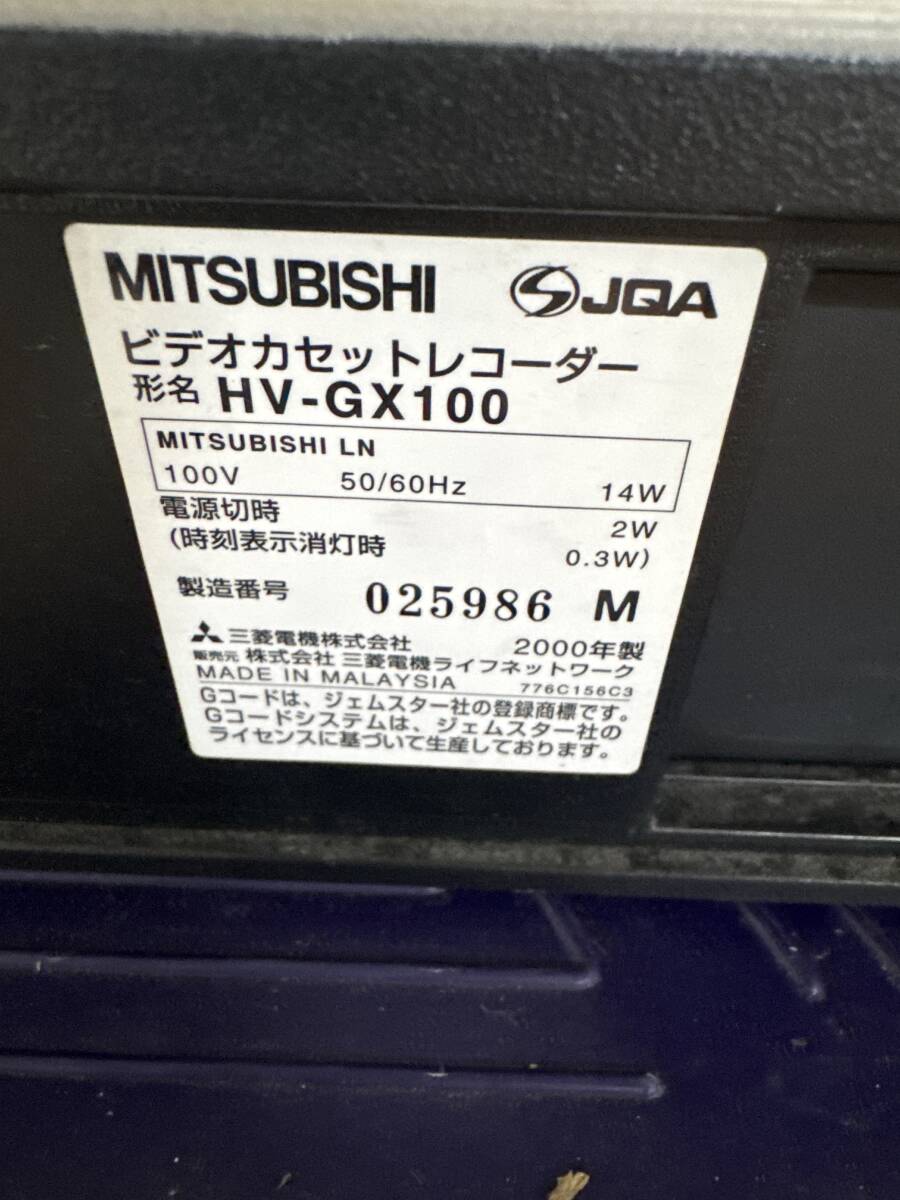 MITSUBISHI JQA
ビデオカセットレコーダー
形名 HV-GX100
MITSUBISHI LN
100V 50/60Hz 14W
電源切時 2W
(時刻表示消灯時 0.3W)
製造番号 025986 M
三菱電機株式会社 2000年製
販売元 株式会社 三菱電機ライフネットワーク
MADE IN MALAYSIA 776C156C3
Gコードは、ジェムスター社の登録商標です。
Gコードシステムは、ジェムスター社の
ライセンスに基づいて生産しております。